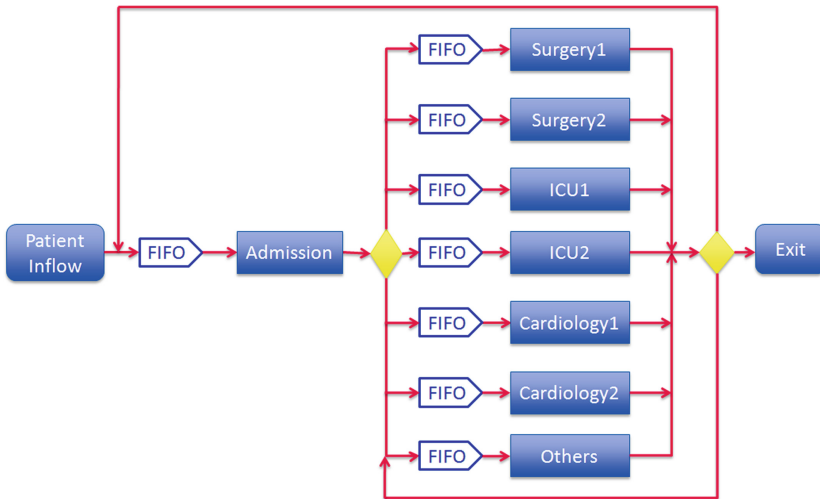 FIFO
Surgery1
FIFO
Surgery2
FIFO
ICU1
Patient
Inflow
FIFO
Admission
FIFO
ICU2
Exit
FIFO
Cardiology1
FIFO
Cardiology2
FIFO
Others